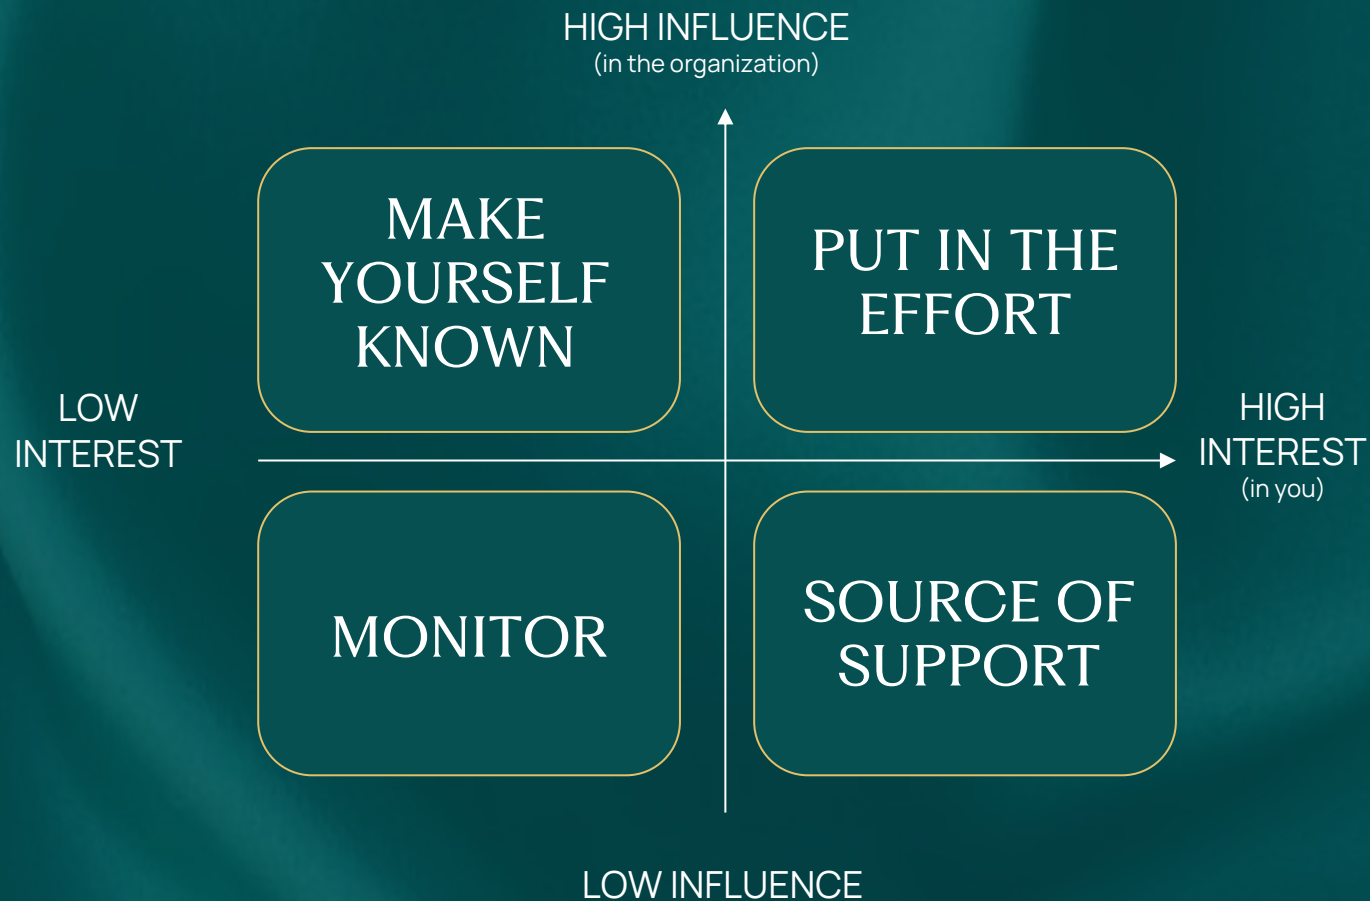 HIGH INFLUENCE
(in the organization)
MAKE
YOURSELF
KNOWN
PUT IN THE
EFFORT
LOW
INTEREST
HIGH
INTEREST
(in you)
MONITOR
SOURCE OF
SUPPORT
LOW INFLUENCE